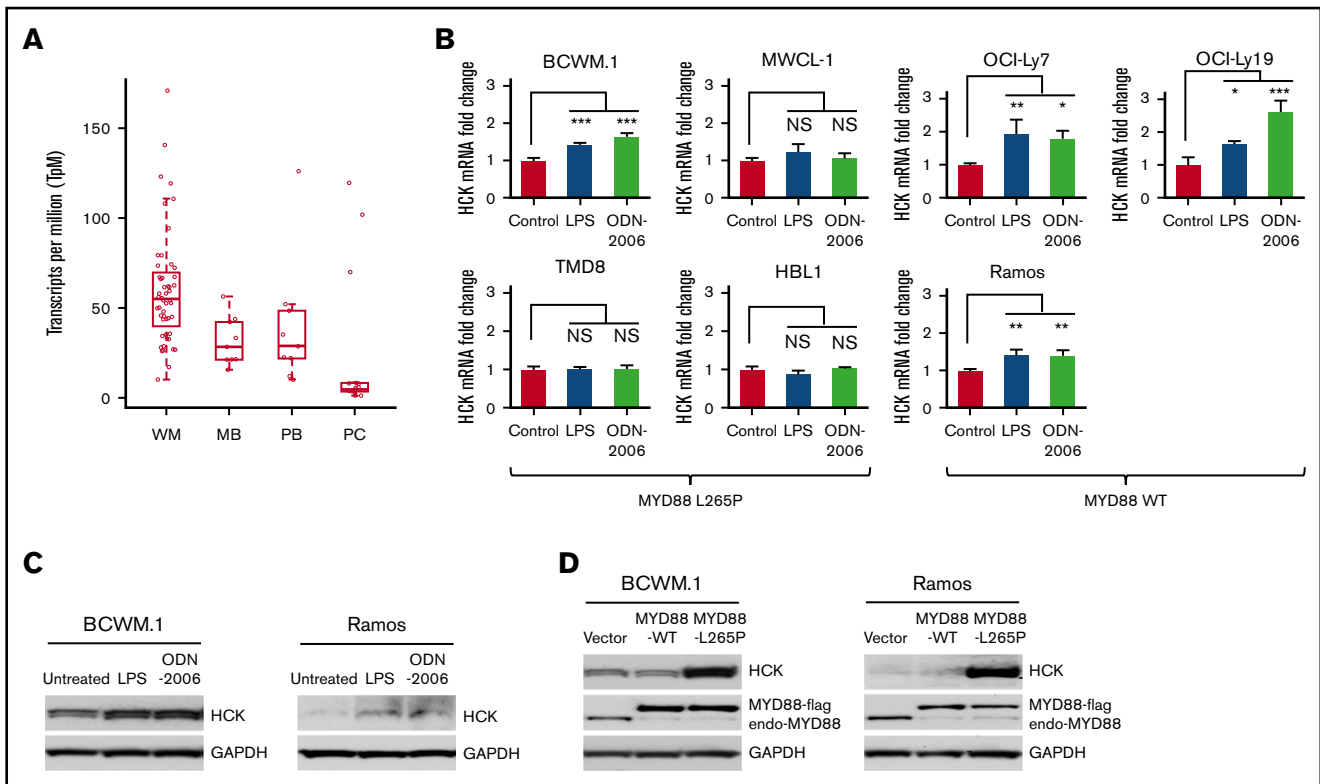 A
Transcripts per million (TpM)
150
100
50
0
WM MB PB PC
B
BCWM.1
HCK mRNA fold change
3
2
1
0
*** ***
Control LPS ODN-
2006
MWCL-1
HCK mRNA fold change
3
2
1
0
NS NS
Control LPS ODN-
2006
OCI-Ly7
HCK mRNA fold change
3
2
1
0
** *
Control LPS ODN-
2006
OCI-Ly19
HCK mRNA fold change
3
2
1
0
* ***
Control LPS ODN-
2006
TMD8
HCK mRNA fold change
3
2
1
0
NS NS
Control LPS ODN-
2006
HBL1
HCK mRNA fold change
3
2
1
0
NS NS
Control LPS ODN-
2006
Ramos
HCK mRNA fold change
3
2
1
0
** **
Control LPS ODN-
2006
MYD88 L265P
MYD88 WT
C
BCWM.1
Untreated LPS ODN
-2006
HCK
GAPDH
Ramos
Untreated LPS ODN
-2006
HCK
GAPDH
D
BCWM.1
Vector MYD88
-WT MYD88
-L265P
HCK
MYD88-flag
endo-MYD88
GAPDH
Ramos
Vector MYD88
-WT MYD88
-L265P
HCK
MYD88-flag
endo-MYD88
GAPDH